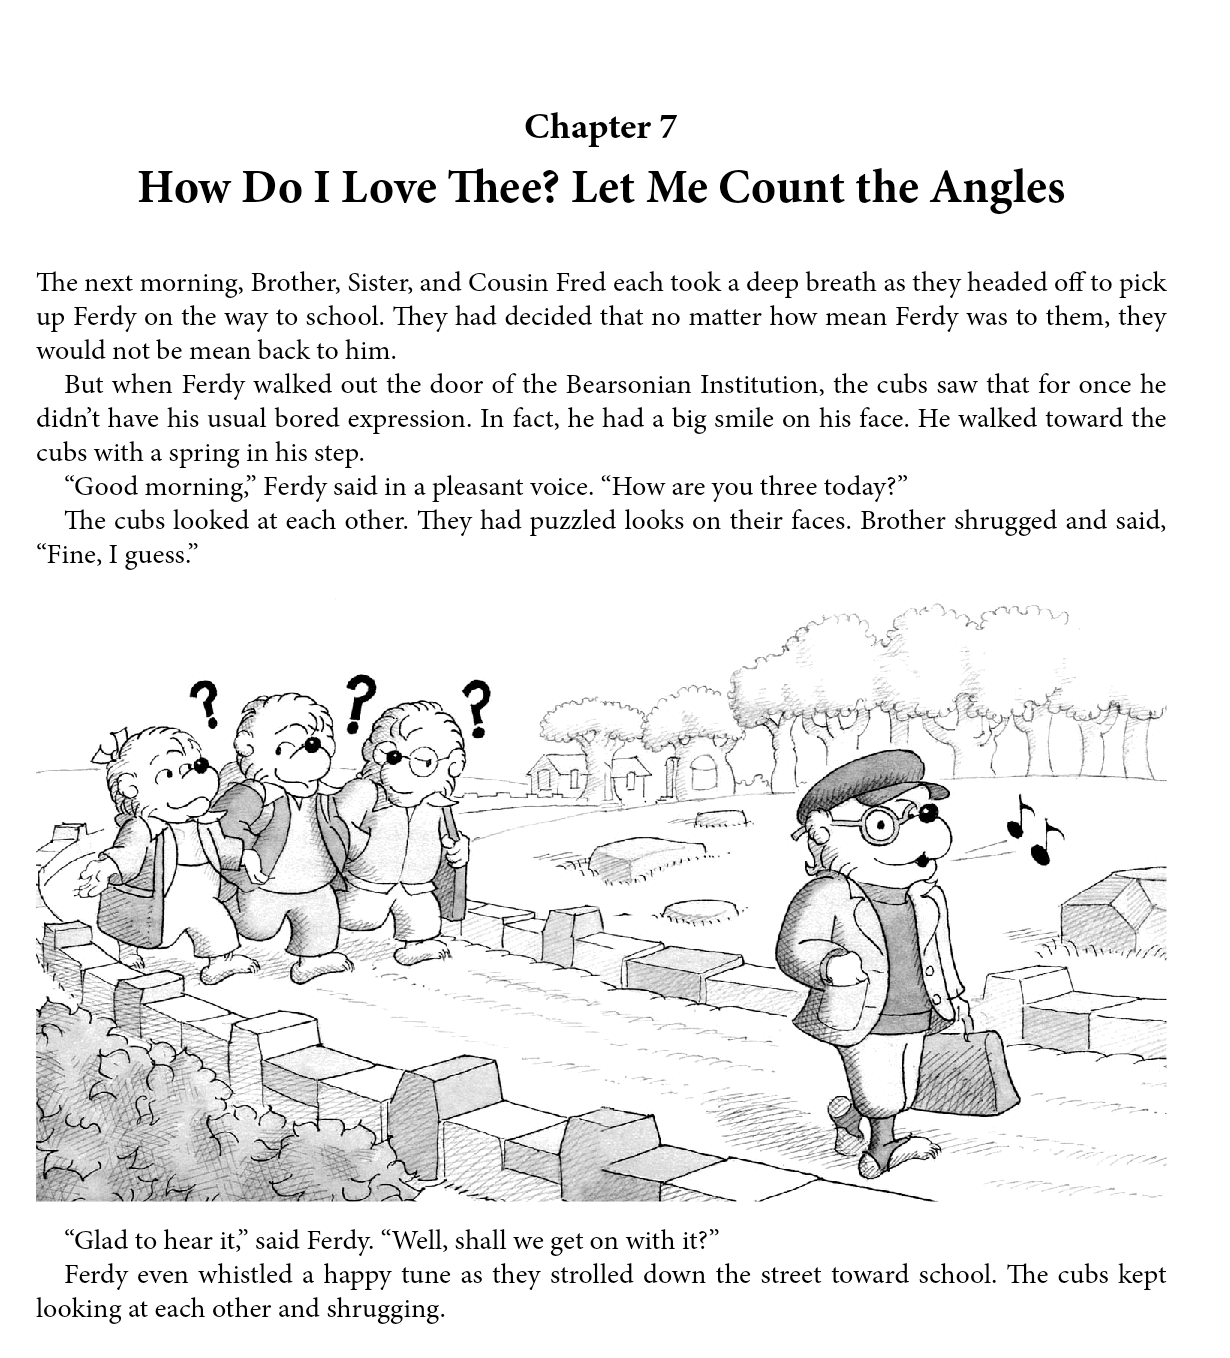 Chapter 7
How Do I Love Thee? Let Me Count the Angles
The next morning, Brother, Sister, and Cousin Fred each took a deep breath as they headed off to pick
up Ferdy on the way to school. They had decided that no matter how mean Ferdy was to them, they
would not be mean back to him.
But when Ferdy walked out the door of the Bearsonian Institution, the cubs saw that for once he
didn’t have his usual bored expression. In fact, he had a big smile on his face. He walked toward the
cubs with a spring in his step.
“Good morning,” Ferdy said in a pleasant voice. “How are you three today?”
The cubs looked at each other. They had puzzled looks on their faces. Brother shrugged and said,
“Fine, I guess.”
? ? ?
“Glad to hear it,” said Ferdy. “Well, shall we get on with it?”
Ferdy even whistled a happy tune as they strolled down the street toward school. The cubs kept
looking at each other and shrugging.